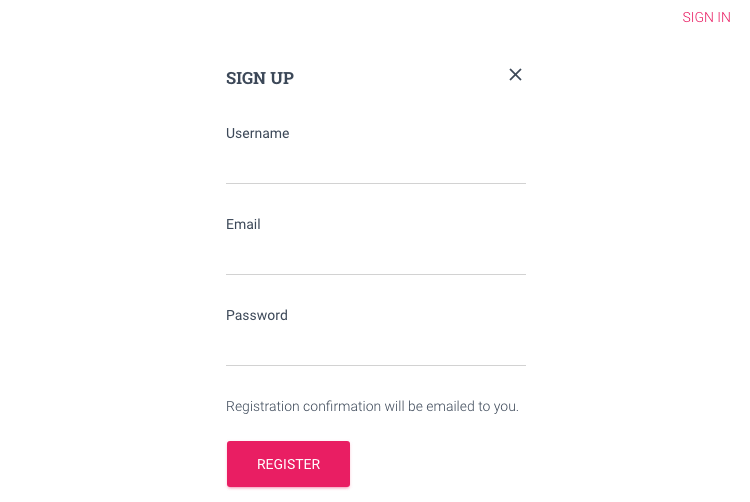 SIGN IN
SIGN UP
Username
Email
Password
Registration confirmation will be emailed to you.
REGISTER